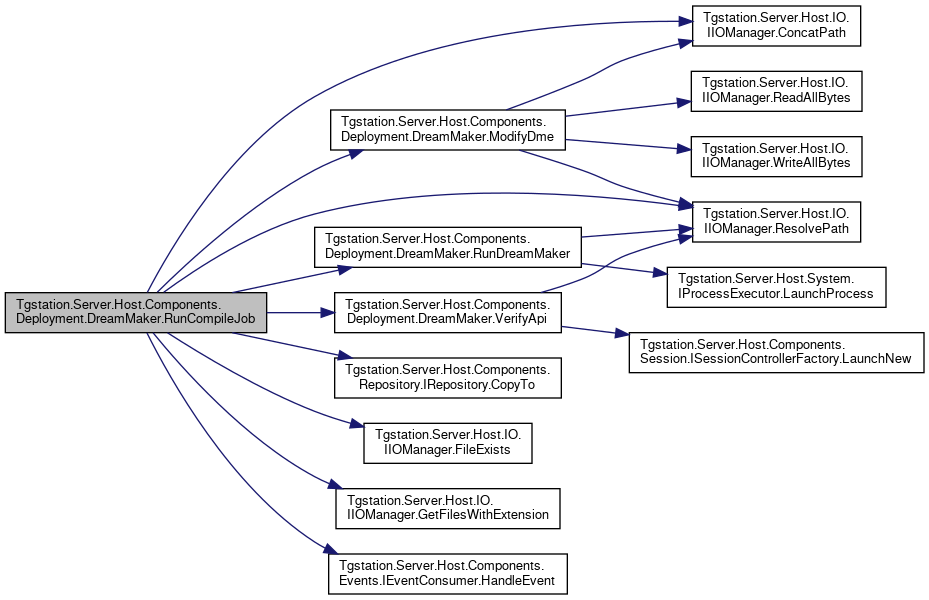 Tgstation.Server.Host.IO.
IIOManager.ConcatPath
Tgstation.Server.Host.IO.
IIOManager.ReadAllBytes
Tgstation.Server.Host.Components.
Deployment.DreamMaker.ModifyDme
Tgstation.Server.Host.IO.
IIOManager.WriteAllBytes
Tgstation.Server.Host.IO.
IIOManager.ResolvePath
Tgstation.Server.Host.Components.
Deployment.DreamMaker.RunDreamMaker
Tgstation.Server.Host.System.
IProcessExecutor.LaunchProcess
Tgstation.Server.Host.Components.
Deployment.DreamMaker.RunCompileJob
Tgstation.Server.Host.Components.
Deployment.DreamMaker.VerifyApi
Tgstation.Server.Host.Components.
Session.ISessionControllerFactory.LaunchNew
Tgstation.Server.Host.Components.
Repository.IRepository.CopyTo
Tgstation.Server.Host.IO.
IIOManager.FileExists
Tgstation.Server.Host.IO.
IIOManager.GetFilesWithExtension
Tgstation.Server.Host.Components.
Events.IEventConsumer.HandleEvent